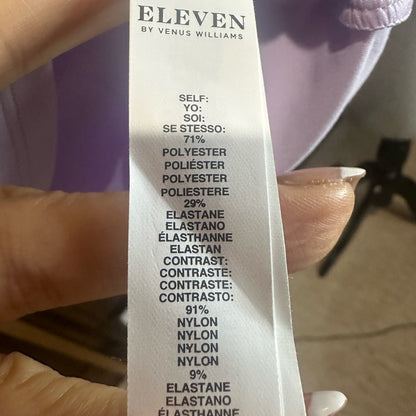 ELEVEN
BY VENUS WILLIAMS
SELF:
YO:
SOI:
SE STESSO:
71%
POLYESTER
POLIÉSTER
POLYESTER
POLIESTERE
29%
ELASTANE
ELASTANO
ÉLASTHANNE
ELASTAN
CONTRAST:
CONTRASTE:
CONTRASTE:
CONTRASTO:
91%
NYLON
NYLON
NYLON
NYLON
9%
ELASTANE
ELASTANO
ÉLASTHANNE